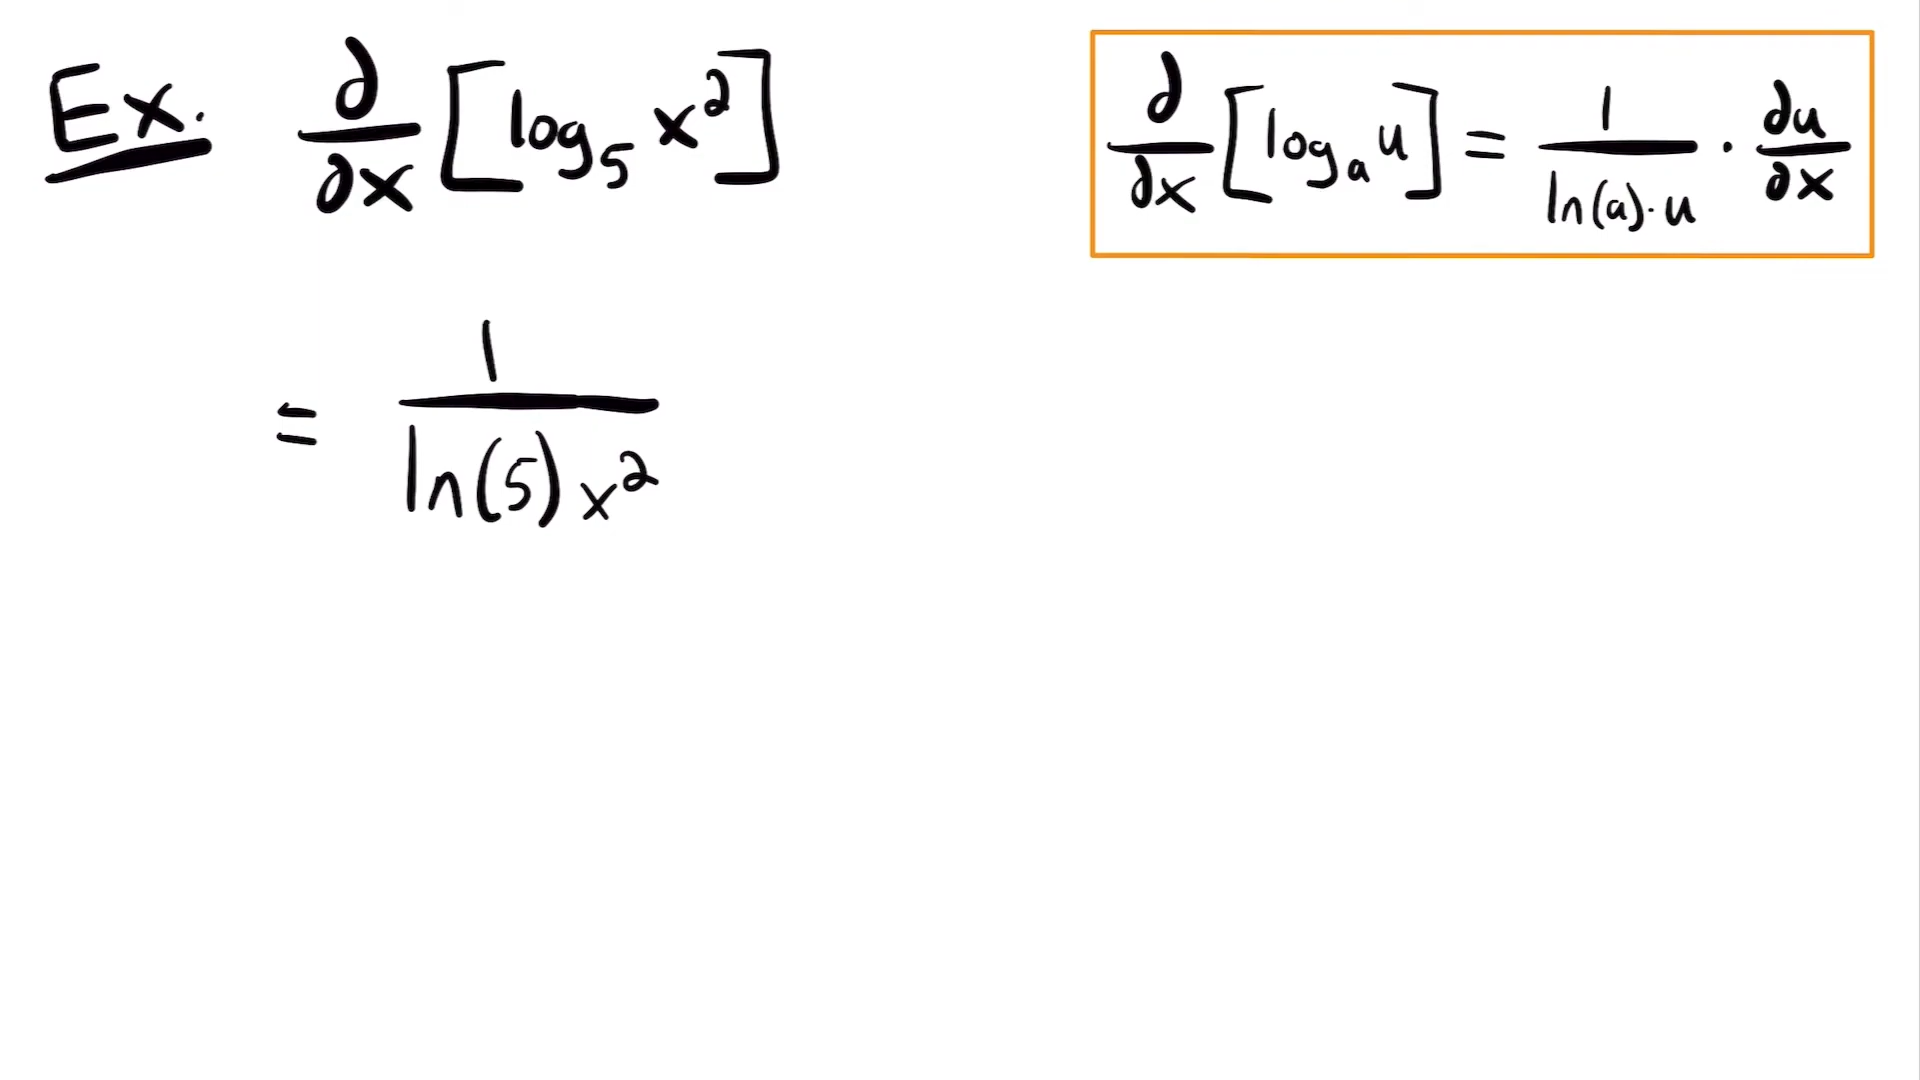 Ex. ∂/∂x [log₅ x²]
∂/∂x [logₐ u] = 1/(ln(a)·u) · ∂u/∂x
= 1/(ln(5) x²)